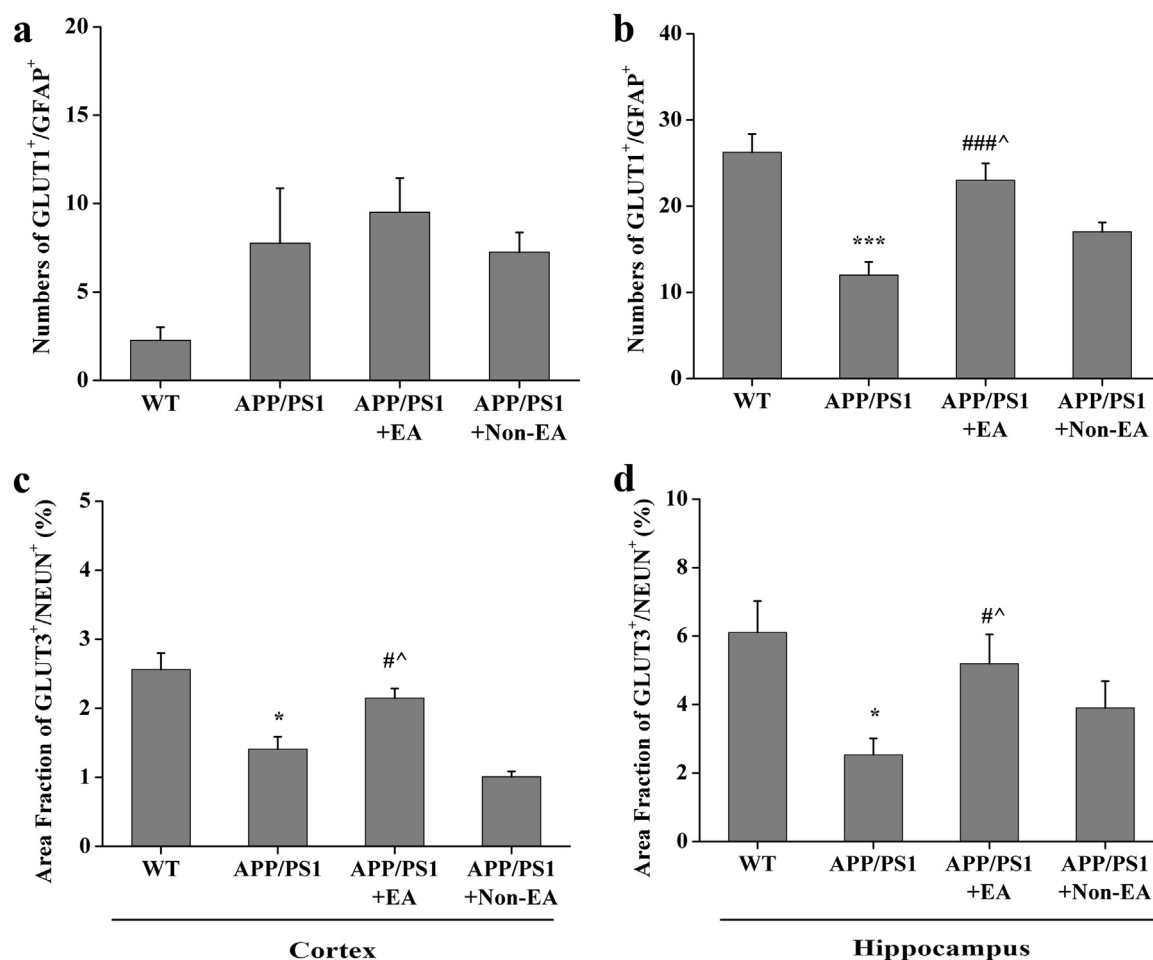 a
Numbers of GLUT1⁺/GFAP⁺
20
15
10
5
0
WT
APP/PS1
APP/PS1
+EA
APP/PS1
+Non-EA
b
Numbers of GLUT1⁺/GFAP⁺
40
30
20
10
0
***
###^
WT
APP/PS1
APP/PS1
+EA
APP/PS1
+Non-EA
c
Area Fraction of GLUT3⁺/NEUN⁺ (%)
5
4
3
2
1
0
*
#^
WT
APP/PS1
APP/PS1
+EA
APP/PS1
+Non-EA
Cortex
d
Area Fraction of GLUT3⁺/NEUN⁺ (%)
10
8
6
4
2
0
*
#^
WT
APP/PS1
APP/PS1
+EA
APP/PS1
+Non-EA
Hippocampus